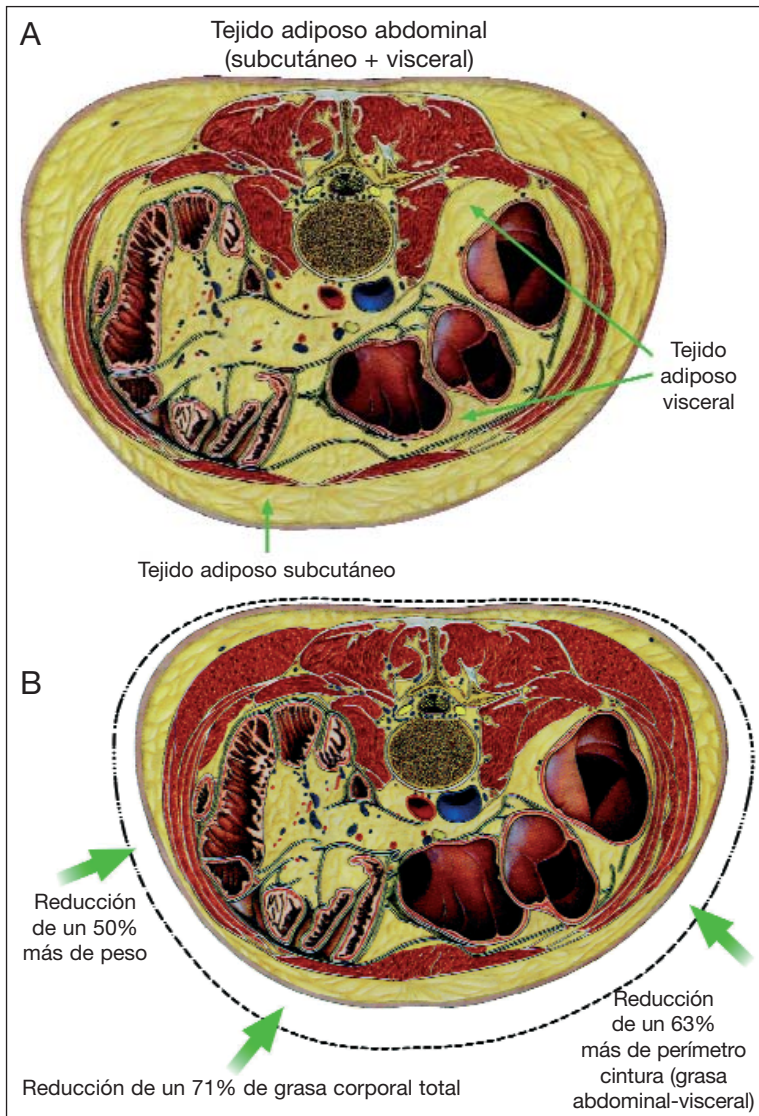 A
Tejido adiposo abdominal
(subcutáneo + visceral)
Tejido
adiposo
visceral
Tejido adiposo subcutáneo
B
Reducción
de un 50%
más de peso
Reducción
de un 63%
más de perímetro
cintura (grasa
abdominal-visceral)
Reducción de un 71% de grasa corporal total